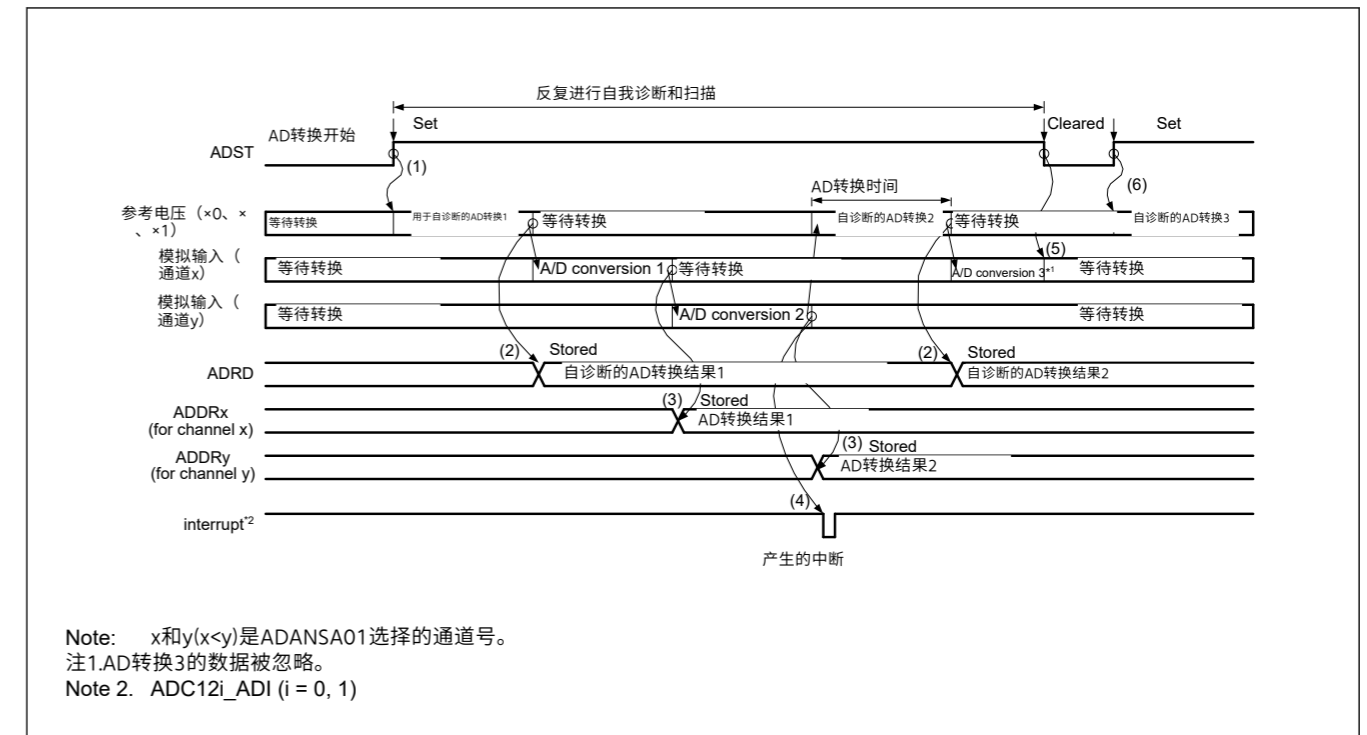 反复进行自我诊断和扫描
AD转换开始
Set
Cleared
Set
ADST
(1)
AD转换时间
(6)
参考电压（×0、×
、×1）
等待转换
用于自诊断的AD转换1
等待转换
自诊断的AD转换2
等待转换
自诊断的AD转换3
(5)
模拟输入（
通道x）
等待转换
A/D conversion 1
等待转换
A/D conversion 3*1
等待转换
模拟输入（
通道y）
等待转换
A/D conversion 2
等待转换
(2)
Stored
(2)
Stored
ADRD
自诊断的AD转换结果1
自诊断的AD转换结果2
ADDRx
(for channel x)
(3)
Stored
AD转换结果1
ADDRy
(for channel y)
(3)
Stored
AD转换结果2
(4)
interrupt*2
产生的中断
Note: x和y(x<y)是ADANSA01选择的通道号。
注1.AD转换3的数据被忽略。
Note 2. ADC12i_ADI (i = 0, 1)